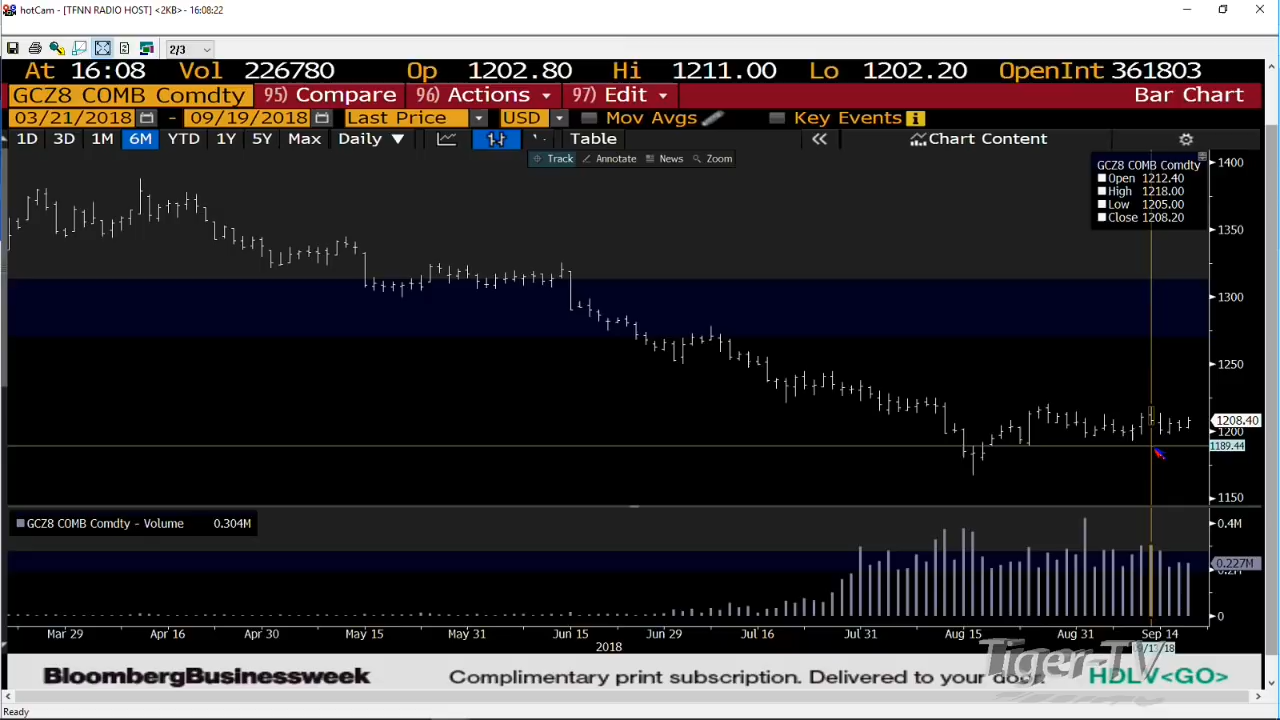 hotCam - [TFNN RADIO HOST] <2KB> - 16:08:22
2/3
At 16:08 Vol 226780 Op 1202.80 Hi 1211.00 Lo 1202.20 OpenInt 361803
GCZ8 COMB Comdty 95) Compare 96) Actions 97) Edit Bar Chart
03/21/2018 - 09/19/2018 Last Price USD Mov Avgs Key Events
1D 3D 1M 6M YTD 1Y 5Y Max Daily Table Chart Content
Track Annotate News Zoom
GCZ8 COMB Comdty
Open 1212.40
High 1218.00
Low 1205.00
Close 1208.20
1400
1350
1300
1250
1208.40
1200
1189.44
1150
GCZ8 COMB Comdty - Volume 0.304M
0.4M
0.227M
0
Mar 29 Apr 16 Apr 30 May 15 May 31 Jun 15 Jun 29 Jul 16 Jul 31 Aug 15 Aug 31 Sep 14
2018
Tiger-TV
BloombergBusinessweek Complimentary print subscription. Delivered to your door. HDLV<GO>
Ready